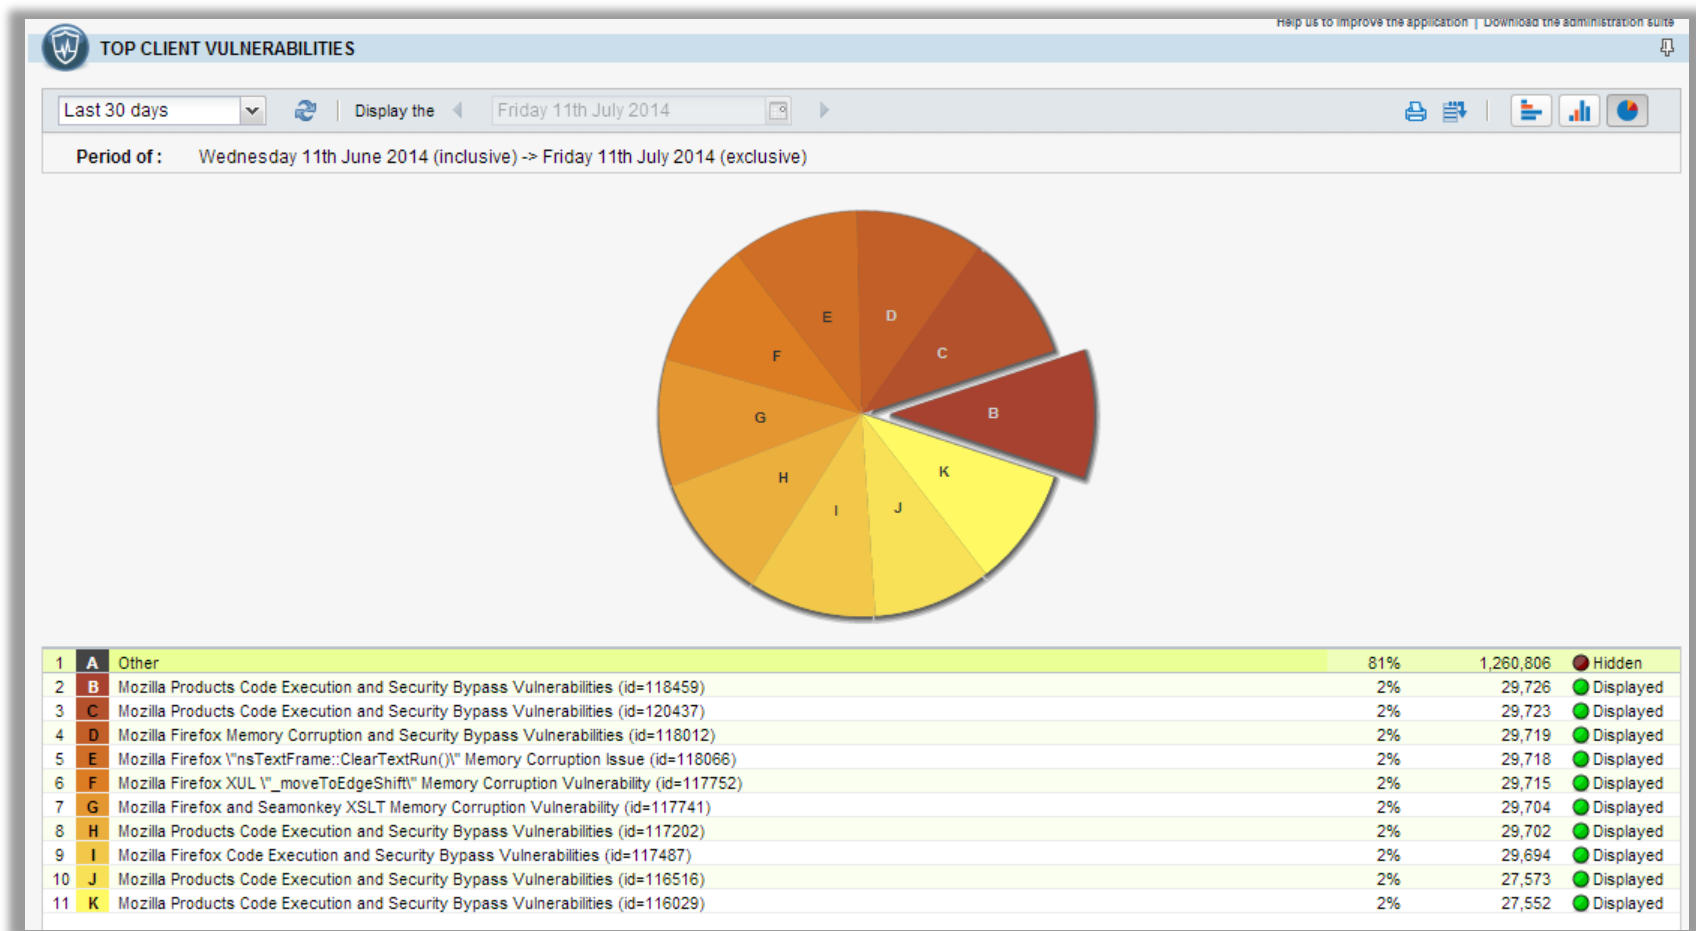 Help us to improve the application | Download the administration suite
TOP CLIENT VULNERABILITIES
Last 30 days Display the Friday 11th July 2014
Period of : Wednesday 11th June 2014 (inclusive) -> Friday 11th July 2014 (exclusive)
E D
F C
G B
H K
I J
1 A Other 81% 1,260,806 Hidden
2 B Mozilla Products Code Execution and Security Bypass Vulnerabilities (id=118459) 2% 29,726 Displayed
3 C Mozilla Products Code Execution and Security Bypass Vulnerabilities (id=120437) 2% 29,723 Displayed
4 D Mozilla Firefox Memory Corruption and Security Bypass Vulnerabilities (id=118012) 2% 29,719 Displayed
5 E Mozilla Firefox \"nsTextFrame::ClearTextRun()\" Memory Corruption Issue (id=118066) 2% 29,718 Displayed
6 F Mozilla Firefox XUL \"_moveToEdgeShift\" Memory Corruption Vulnerability (id=117752) 2% 29,715 Displayed
7 G Mozilla Firefox and Seamonkey XSLT Memory Corruption Vulnerability (id=117741) 2% 29,704 Displayed
8 H Mozilla Products Code Execution and Security Bypass Vulnerabilities (id=117202) 2% 29,702 Displayed
9 I Mozilla Firefox Code Execution and Security Bypass Vulnerabilities (id=117487) 2% 29,694 Displayed
10 J Mozilla Products Code Execution and Security Bypass Vulnerabilities (id=116516) 2% 27,573 Displayed
11 K Mozilla Products Code Execution and Security Bypass Vulnerabilities (id=116029) 2% 27,552 Displayed